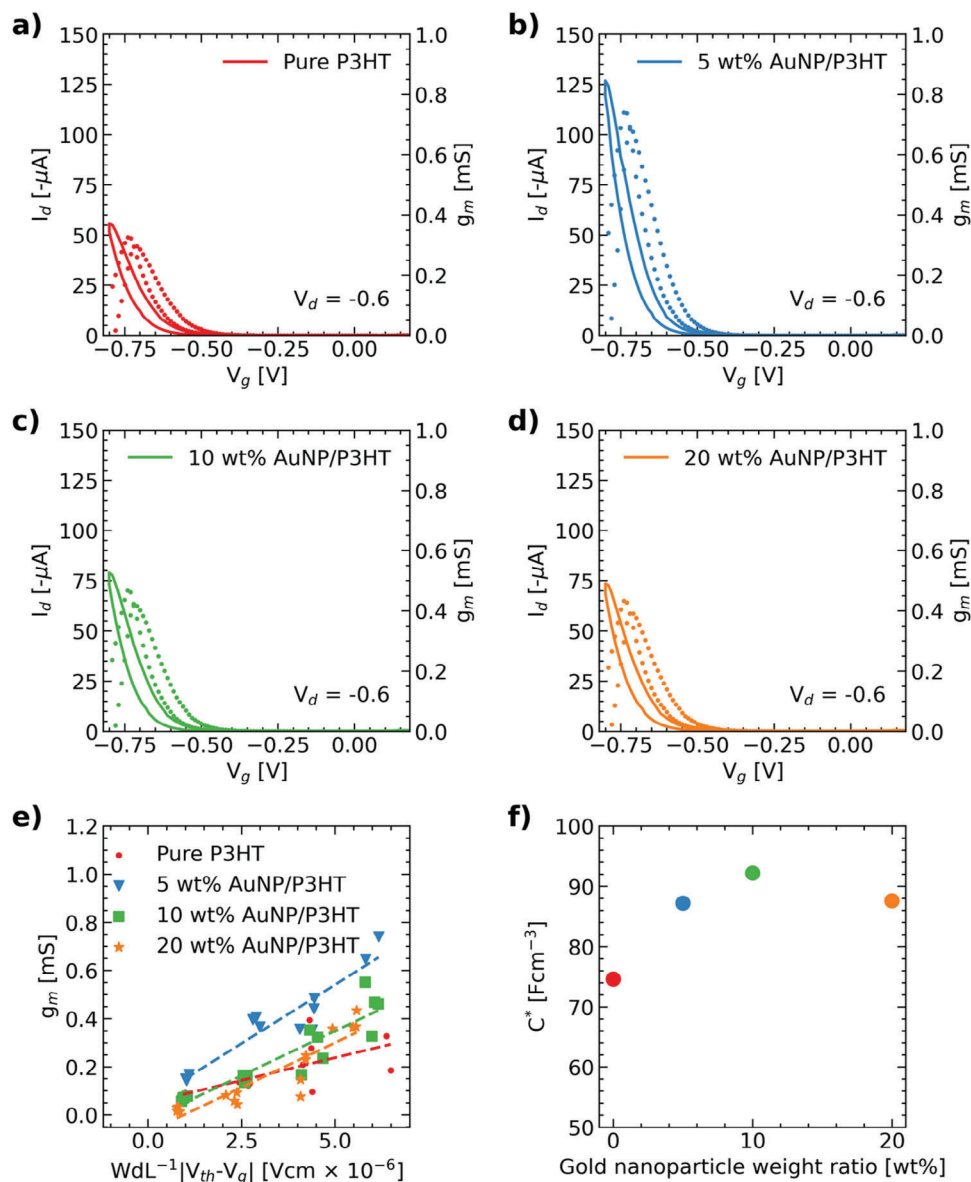 a)
150
125
100
75
50
25
0
I_d [-μA]
1.0
0.8
0.6
0.4
0.2
0.0
g_m [mS]
Pure P3HT
V_d = -0.6
−0.75 −0.50 −0.25 0.00
V_g [V]
b)
150
125
100
75
50
25
0
I_d [-μA]
1.0
0.8
0.6
0.4
0.2
0.0
g_m [mS]
5 wt% AuNP/P3HT
V_d = -0.6
−0.75 −0.50 −0.25 0.00
V_g [V]
c)
150
125
100
75
50
25
0
I_d [-μA]
1.0
0.8
0.6
0.4
0.2
0.0
g_m [mS]
10 wt% AuNP/P3HT
V_d = -0.6
−0.75 −0.50 −0.25 0.00
V_g [V]
d)
150
125
100
75
50
25
0
I_d [-μA]
1.0
0.8
0.6
0.4
0.2
0.0
g_m [mS]
20 wt% AuNP/P3HT
V_d = -0.6
−0.75 −0.50 −0.25 0.00
V_g [V]
e)
1.2
1.0
0.8
0.6
0.4
0.2
0.0
g_m [mS]
Pure P3HT
5 wt% AuNP/P3HT
10 wt% AuNP/P3HT
20 wt% AuNP/P3HT
0.0 2.5 5.0
WdL⁻¹|V_th-V_g| [Vcm × 10⁻⁶]
f)
100
90
80
70
60
50
C* [Fcm⁻³]
0 10 20
Gold nanoparticle weight ratio [wt%]